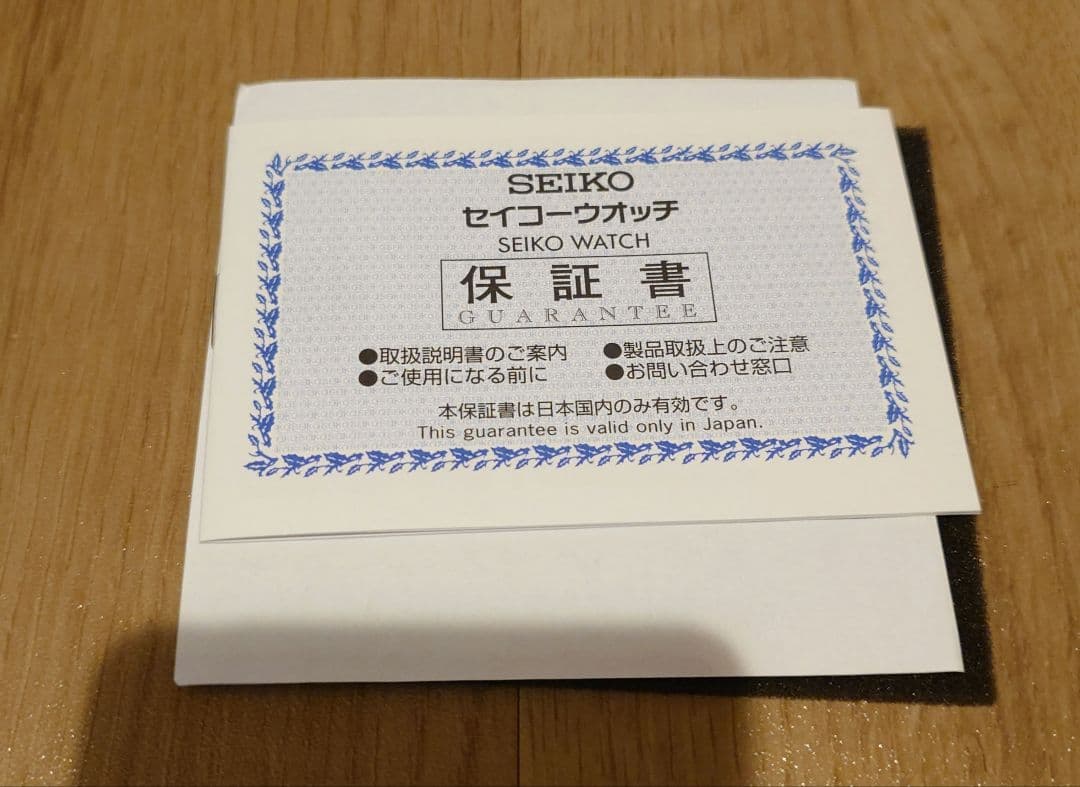 SEIKO
セイコーウオッチ
SEIKO WATCH
保証書
GUARANTEE
●取扱説明書のご案内 ●製品取扱上のご注意
●ご使用になる前に ●お問い合わせ窓口
本保証書は日本国内のみ有効です。
This guarantee is valid only in Japan.